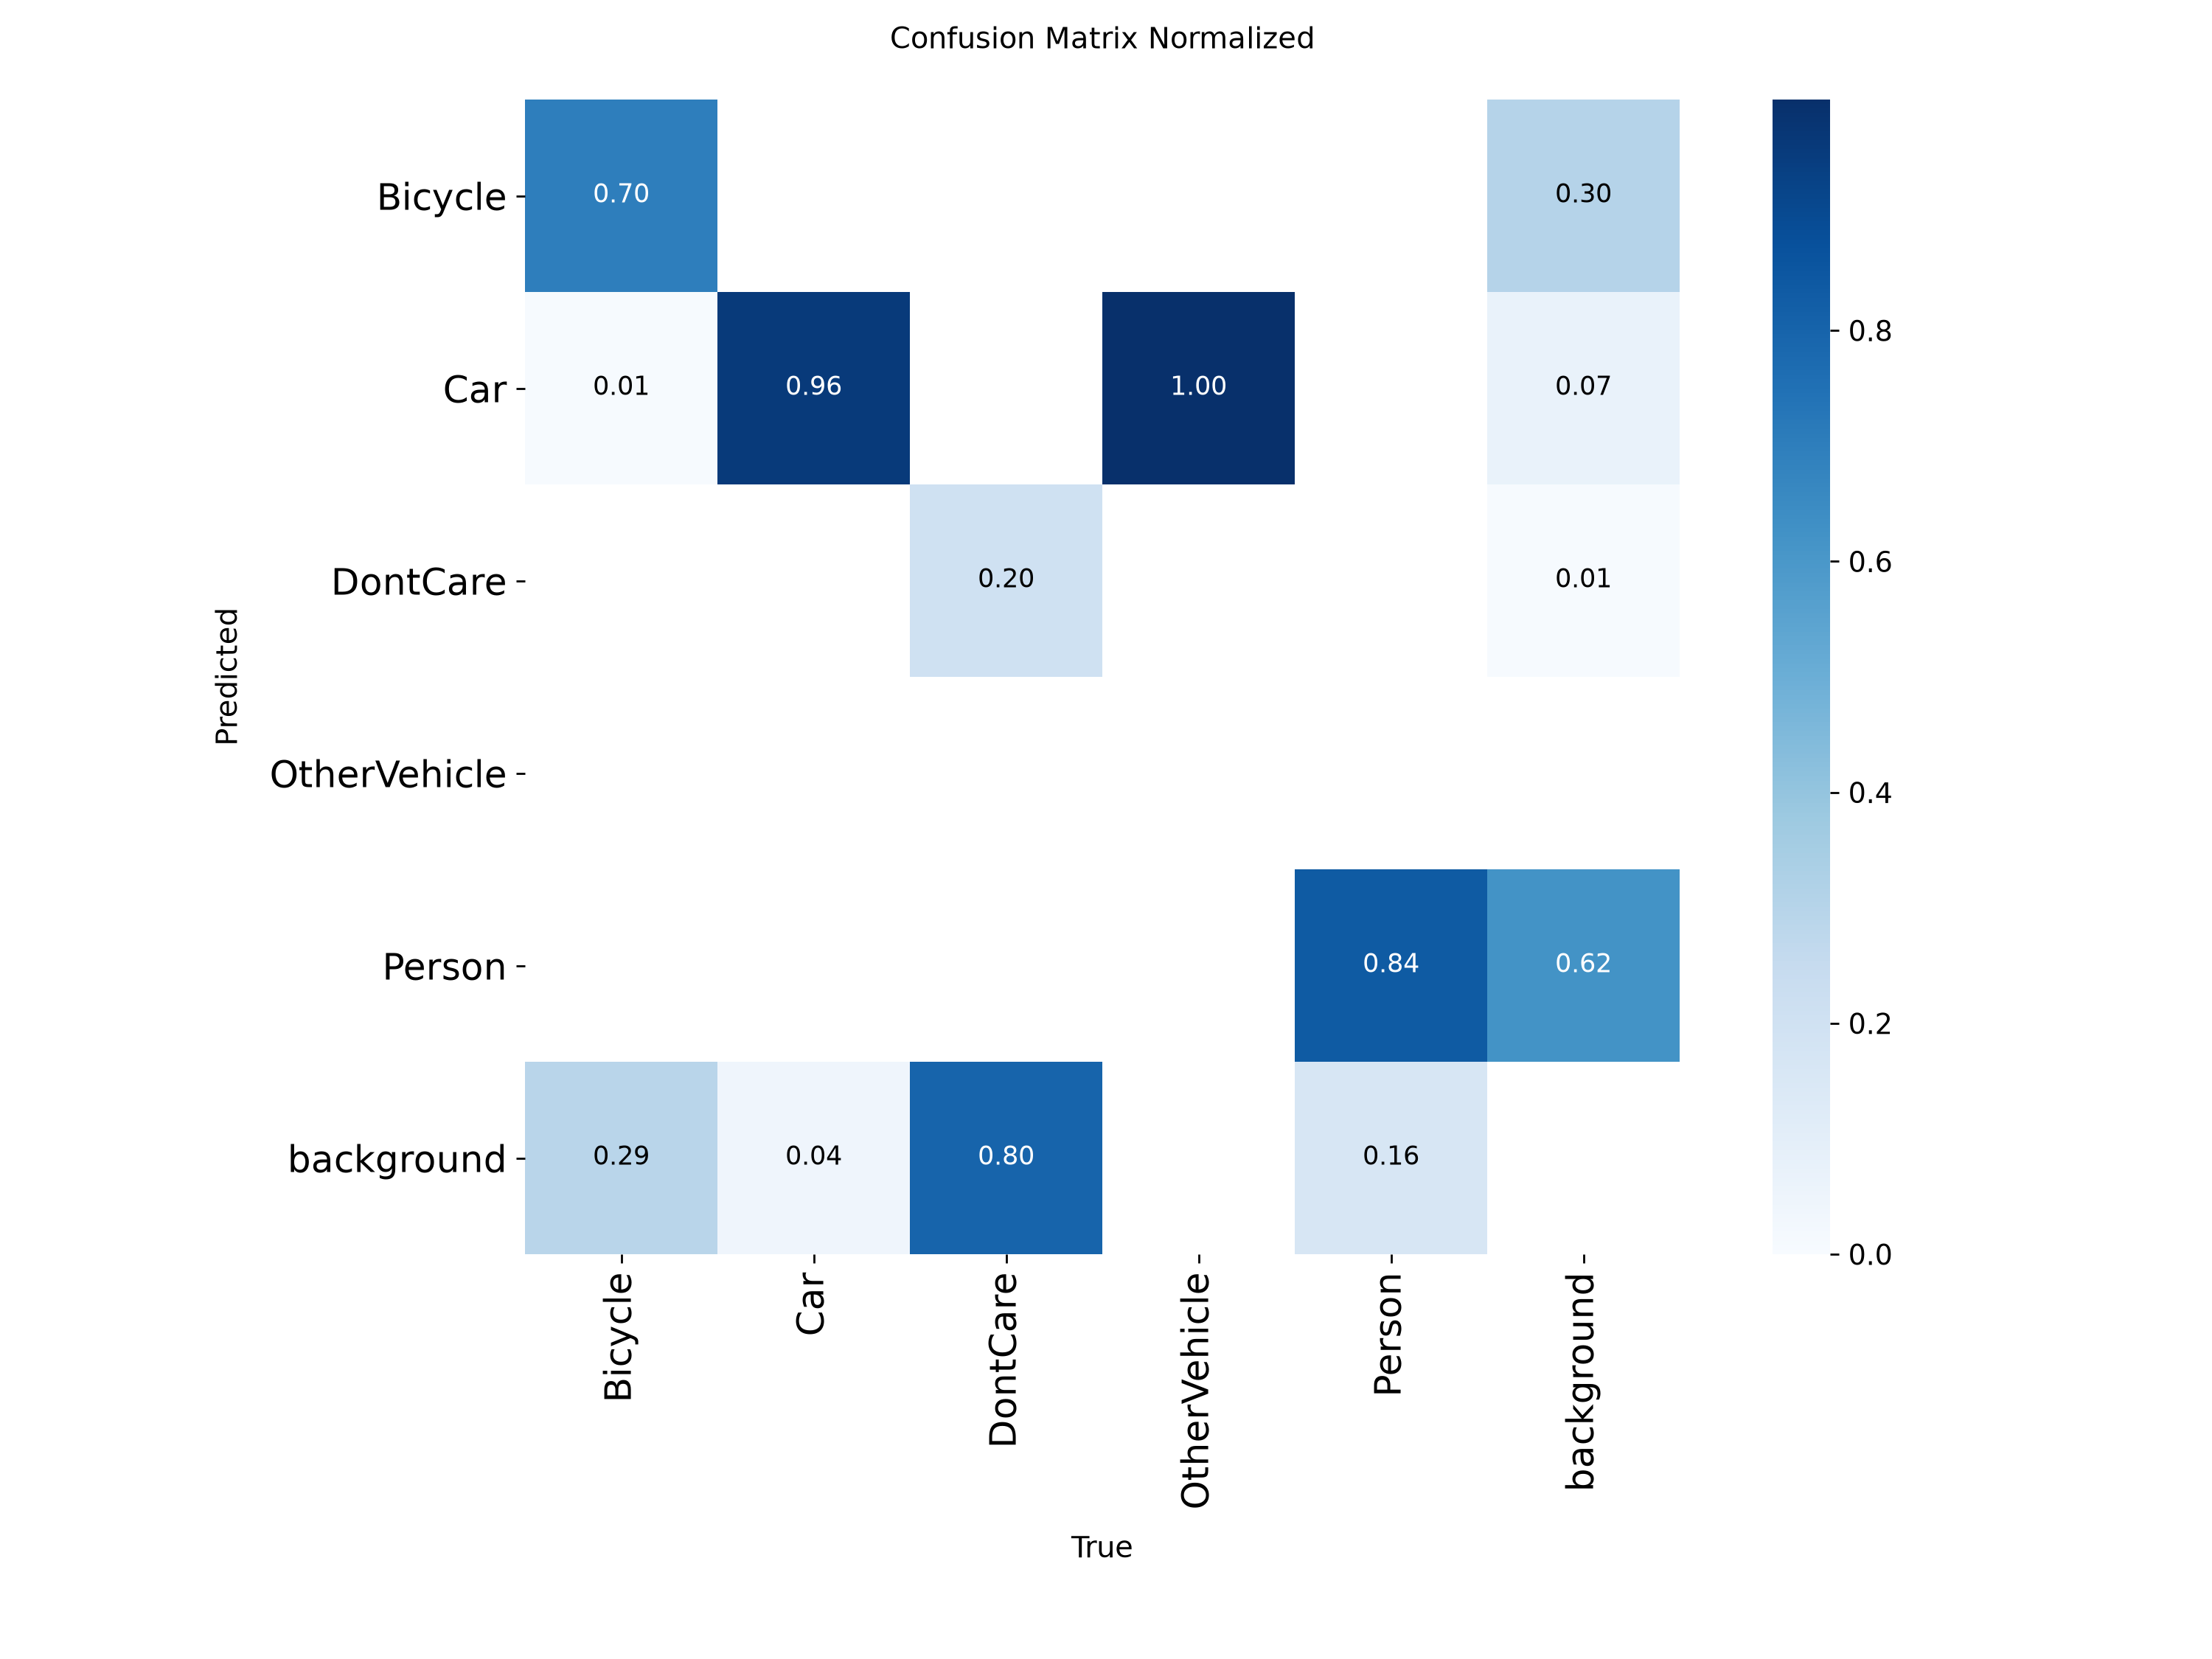 Confusion Matrix Normalized
Bicycle
0.70
0.30
Car
0.01
0.96
1.00
0.07
DontCare
0.20
0.01
OtherVehicle
Person
0.84
0.62
background
0.29
0.04
0.80
0.16
Predicted
Bicycle
Car
DontCare
OtherVehicle
Person
background
True
0.8
0.6
0.4
0.2
0.0